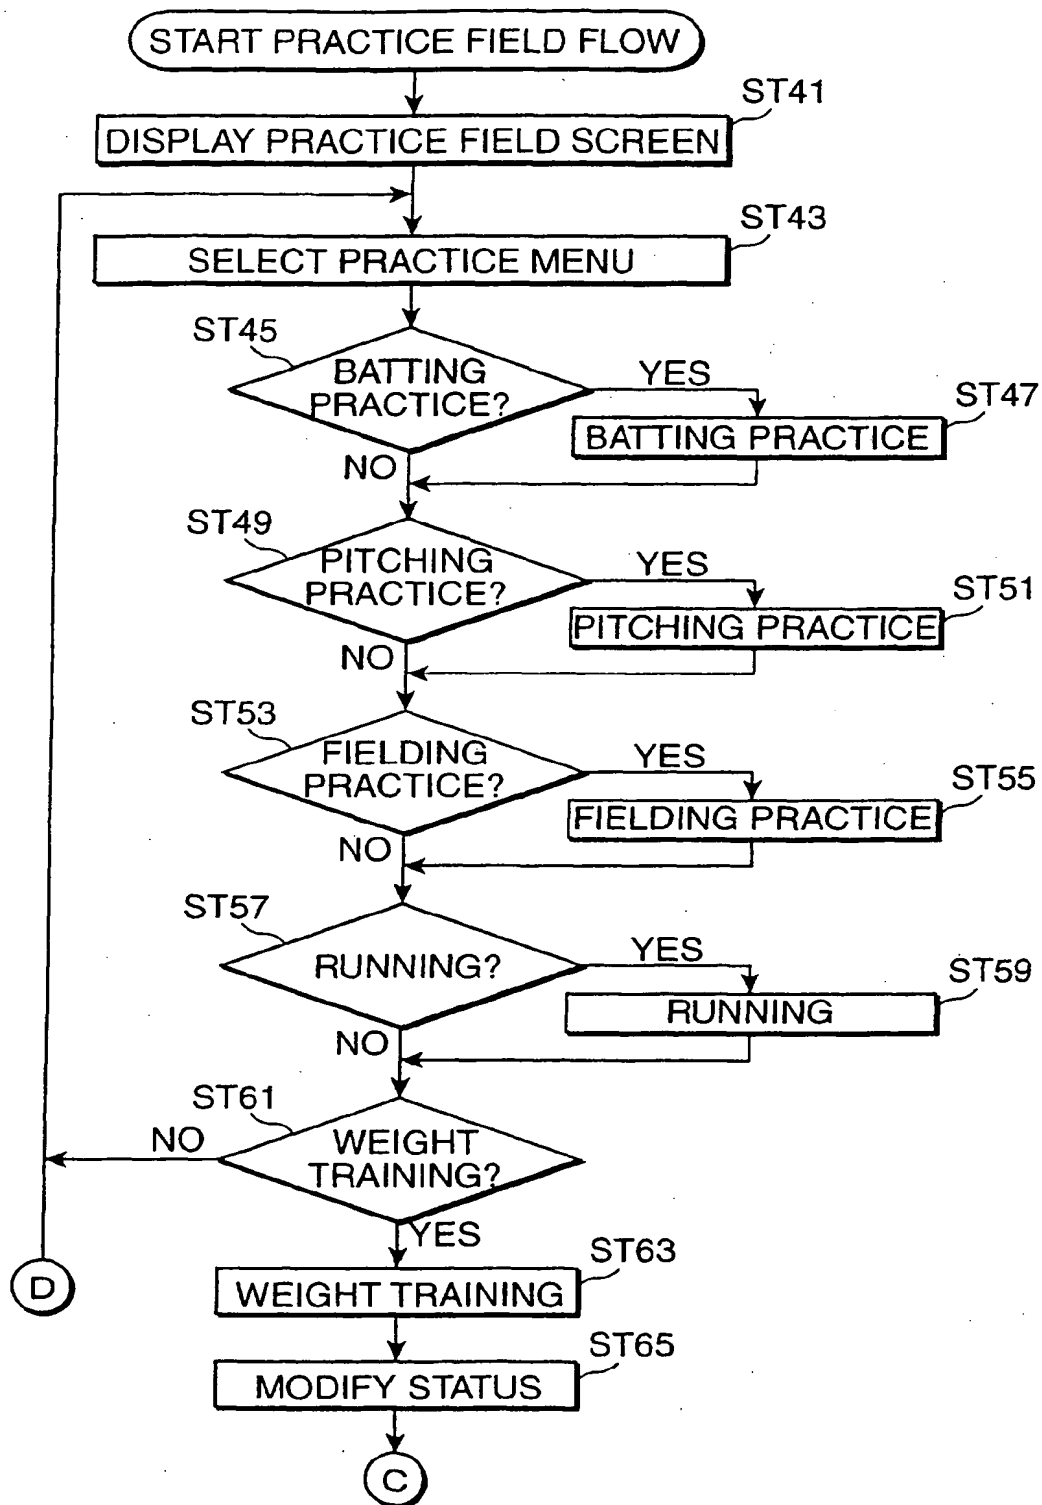 START PRACTICE FIELD FLOW
ST41
DISPLAY PRACTICE FIELD SCREEN
ST43
SELECT PRACTICE MENU
ST45
BATTING
PRACTICE?
YES
ST47
BATTING PRACTICE
NO
ST49
PITCHING
PRACTICE?
YES
ST51
PITCHING PRACTICE
NO
ST53
FIELDING
PRACTICE?
YES
ST55
FIELDING PRACTICE
NO
ST57
RUNNING?
YES
ST59
RUNNING
NO
ST61
NO
WEIGHT
TRAINING?
YES
ST63
D
WEIGHT TRAINING
ST65
MODIFY STATUS
C